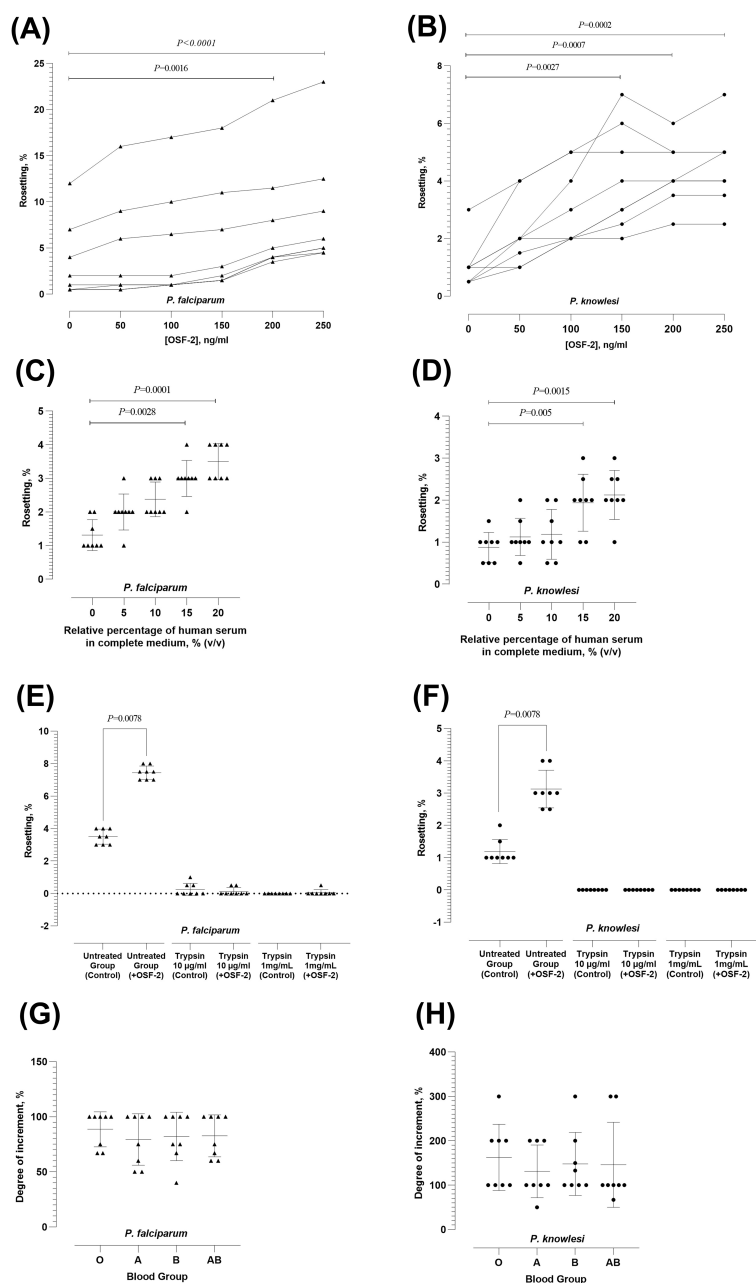 (A)
P<0.0001
P=0.0016
25
20
15
10
5
0
Rosetting, %
P. falciparum
0 50 100 150 200 250
[OSF-2], ng/ml
(B)
P=0.0002
P=0.0007
P=0.0027
8
6
4
2
0
Rosetting, %
P. knowlesi
0 50 100 150 200 250
[OSF-2], ng/ml
(C)
P=0.0001
P=0.0028
5
4
3
2
1
0
Rosetting, %
P. falciparum
0 5 10 15 20
Relative percentage of human serum
in complete medium, % (v/v)
(D)
P=0.0015
P=0.005
4
3
2
1
0
Rosetting, %
P. knowlesi
0 5 10 15 20
Relative percentage of human serum
in complete medium, % (v/v)
(E)
P=0.0078
10
8
6
4
2
0
-2
Rosetting, %
P. falciparum
Untreated Untreated Trypsin Trypsin Trypsin Trypsin
Group Group 10 µg/ml 10 µg/ml 1mg/mL 1mg/mL
(Control) (+OSF-2) (Control) (+OSF-2) (Control) (+OSF-2)
(F)
P=0.0078
5
4
3
2
1
0
-1
Rosetting, %
P. knowlesi
Untreated Untreated Trypsin Trypsin Trypsin Trypsin
Group Group 10 µg/ml 10 µg/ml 1mg/mL 1mg/mL
(Control) (+OSF-2) (Control) (+OSF-2) (Control) (+OSF-2)
(G)
150
100
50
0
Degree of increment, %
P. falciparum
O A B AB
Blood Group
(H)
400
300
200
100
0
Degree of increment, %
P. knowlesi
O A B AB
Blood Group